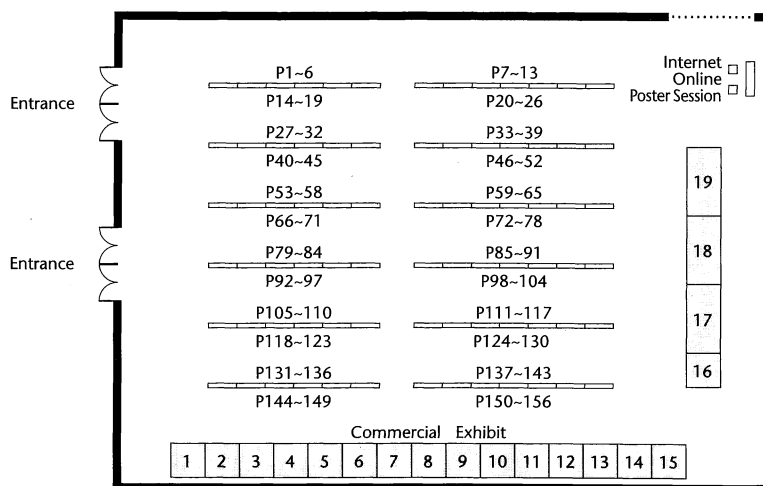 P1~6 P7~13
Internet
Online
Poster Session
Entrance
P14~19 P20~26
P27~32 P33~39
P40~45 P46~52
P53~58 P59~65
19
P66~71 P72~78
P79~84 P85~91
18
Entrance
P92~97 P98~104
P105~110 P111~117
17
P118~123 P124~130
P131~136 P137~143
16
P144~149 P150~156
Commercial Exhibit
1 2 3 4 5 6 7 8 9 10 11 12 13 14 15